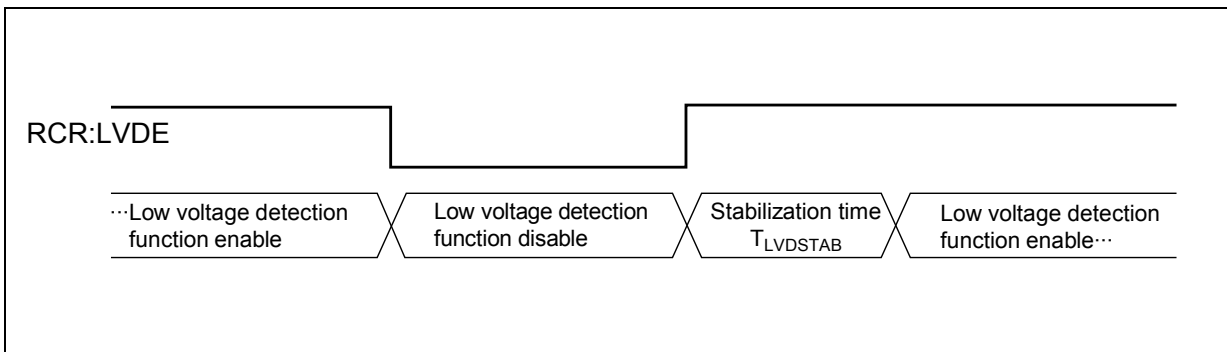 RCR:LVDE
···Low voltage detection
function enable
Low voltage detection
function disable
Stabilization time
TLVDSTAB
Low voltage detection
function enable···